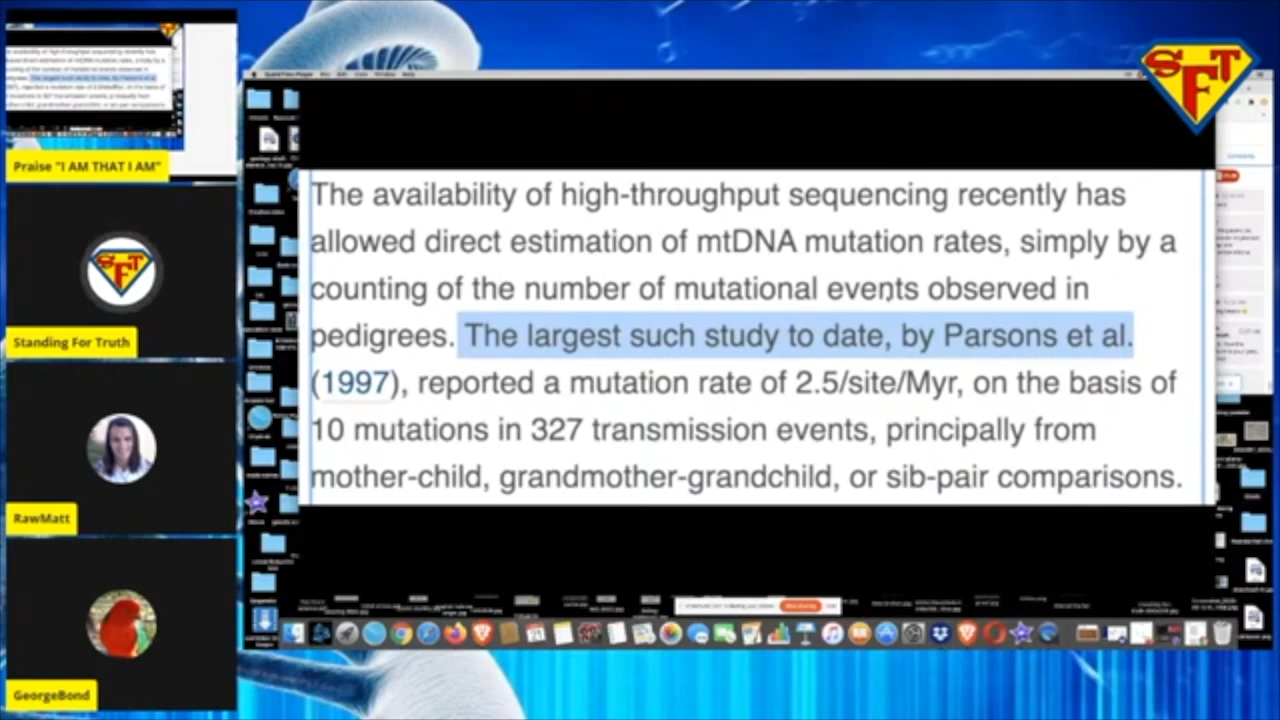 SFT
Praise "I AM THAT I AM"
SFT
Standing For Truth
RawMatt
GeorgeBond
The availability of high-throughput sequencing recently has
allowed direct estimation of mtDNA mutation rates, simply by a
counting of the number of mutational events observed in
pedigrees. The largest such study to date, by Parsons et al.
(1997), reported a mutation rate of 2.5/site/Myr, on the basis of
10 mutations in 327 transmission events, principally from
mother-child, grandmother-grandchild, or sib-pair comparisons.